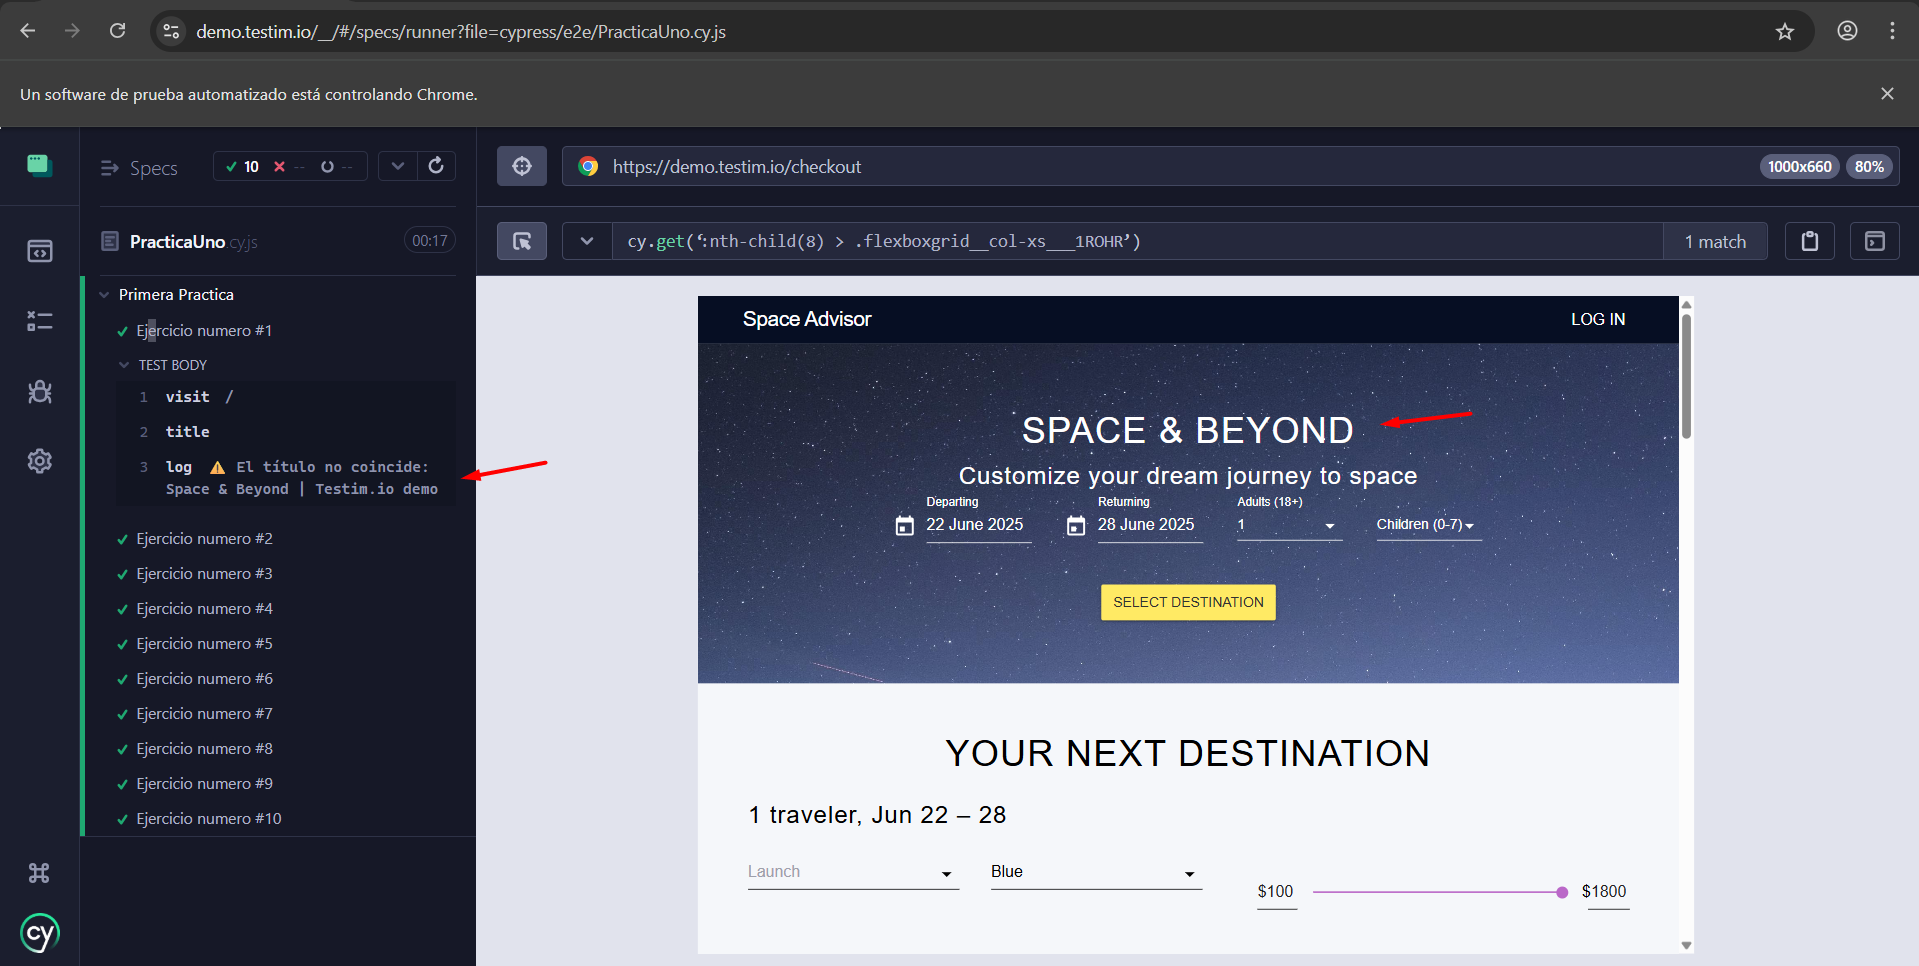 demo.testim.io/__/#/specs/runner?file=cypress/e2e/PracticaUno.cy.js
Un software de prueba automatizado está controlando Chrome.
Specs
10 -- --
PracticaUno.cy.js
00:17
Primera Practica
Ejercicio numero #1
TEST BODY
1 visit /
2 title
3 log ⚠️ El título no coincide:
Space & Beyond | Testim.io demo
Ejercicio numero #2
Ejercicio numero #3
Ejercicio numero #4
Ejercicio numero #5
Ejercicio numero #6
Ejercicio numero #7
Ejercicio numero #8
Ejercicio numero #9
Ejercicio numero #10
cy
https://demo.testim.io/checkout
1000x660
80%
cy.get(‘:nth-child(8) > .flexboxgrid__col-xs___1ROHR’)
1 match
Space Advisor
LOG IN
SPACE & BEYOND
Customize your dream journey to space
Departing
22 June 2025
Returning
28 June 2025
Adults (18+)
1
Children (0-7)
SELECT DESTINATION
YOUR NEXT DESTINATION
1 traveler, Jun 22 – 28
Launch
Blue
$100
$1800